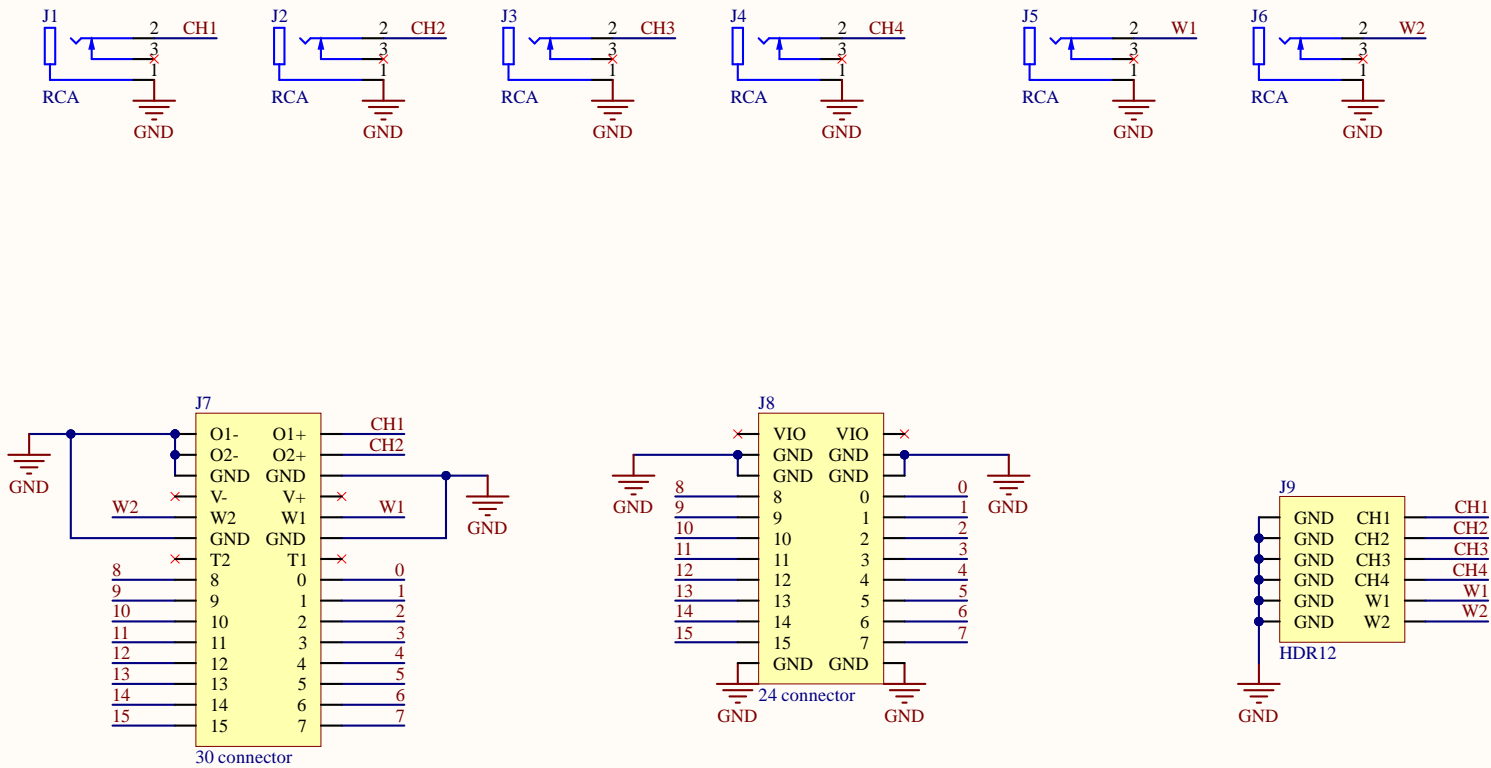 J1 J2 J3 J4 J5 J6
2 CH1 2 CH2 2 CH3 2 CH4 2 W1 2 W2
3 3 3 3 3 3
1 1 1 1 1 1
RCA RCA RCA RCA RCA RCA
GND GND GND GND GND GND
J7
O1- O1+ CH1
O2- O2+ CH2
GND GND GND
V- V+
W2 W2 W1 W1
GND GND GND
T2 T1
8 8 0 0
9 9 1 1
10 10 2 2
11 11 3 3
12 12 4 4
13 13 5 5
14 14 6 6
15 15 7 7
30 connector
J8
VIO VIO
GND GND
GND GND GND GND
8 8 0 0
9 9 1 1
10 10 2 2
11 11 3 3
12 12 4 4
13 13 5 5
14 14 6 6
15 15 7 7
GND GND
24 connector
GND GND
J9
GND CH1 CH1
GND CH2 CH2
GND CH3 CH3
GND CH4 CH4
GND W1 W1
GND W2 W2
HDR12
GND